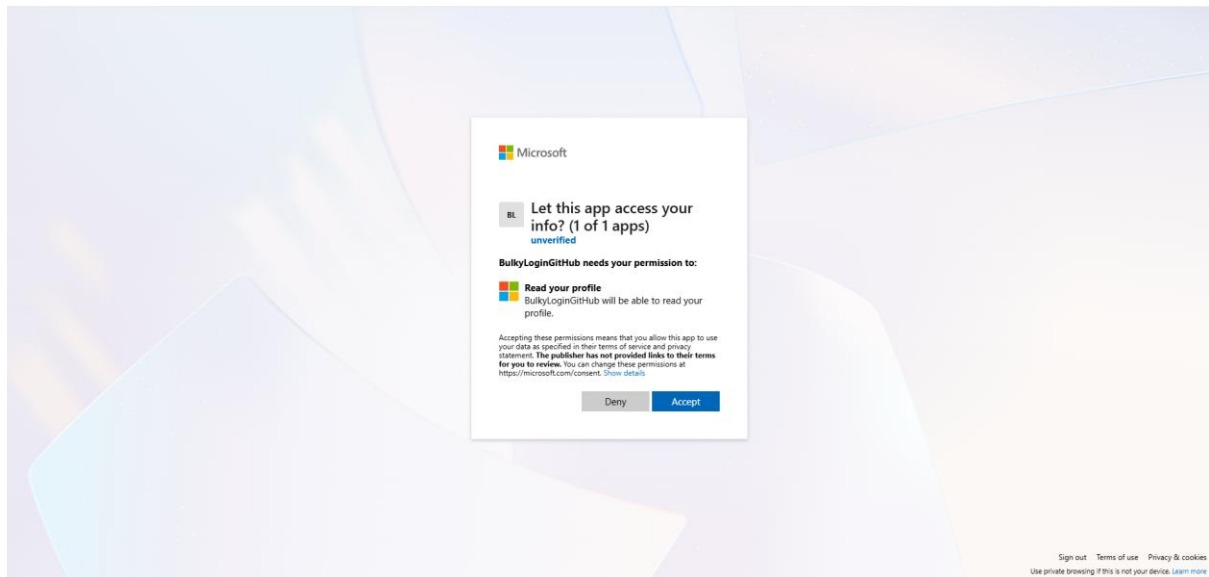 Microsoft
BL
Let this app access your
info? (1 of 1 apps)
unverified
BulkyLoginGitHub needs your permission to:
Read your profile
BulkyLoginGitHub will be able to read your
profile.
Accepting these permissions means that you allow this app to use
your data as specified in their terms of service and privacy
statement. The publisher has not provided links to their terms
for you to review. You can change these permissions at
https://microsoft.com/consent. Show details
Deny Accept
Sign out Terms of use Privacy & cookies
Use private browsing if this is not your device. Learn more